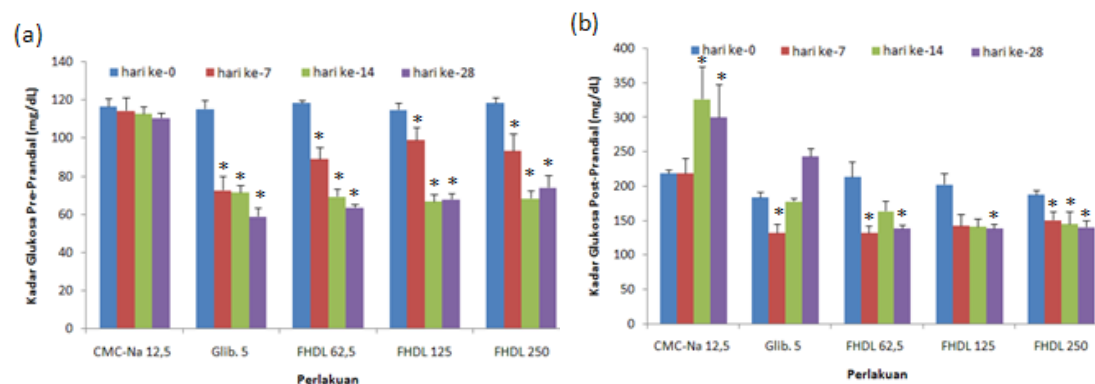 (a)
Kadar Glukosa Pre-Prandial (mg/dL)
140
120
100
80
60
40
20
0
hari ke-0 hari ke-7 hari ke-14 hari ke-28
* * * * * * * * * * * *
CMC-Na 12,5 Glib. 5 FHDL 62,5 FHDL 125 FHDL 250
Perlakuan
(b)
Kadar Glukosa Post-Prandial (mg/dL)
400
350
300
250
200
150
100
50
0
hari ke-0 hari ke-7 hari ke-14 hari ke-28
* * * * * * * * *
CMC-Na 12,5 Glib. 5 FHDL 62,5 FHDL 125 FHDL 250
Perlakuan